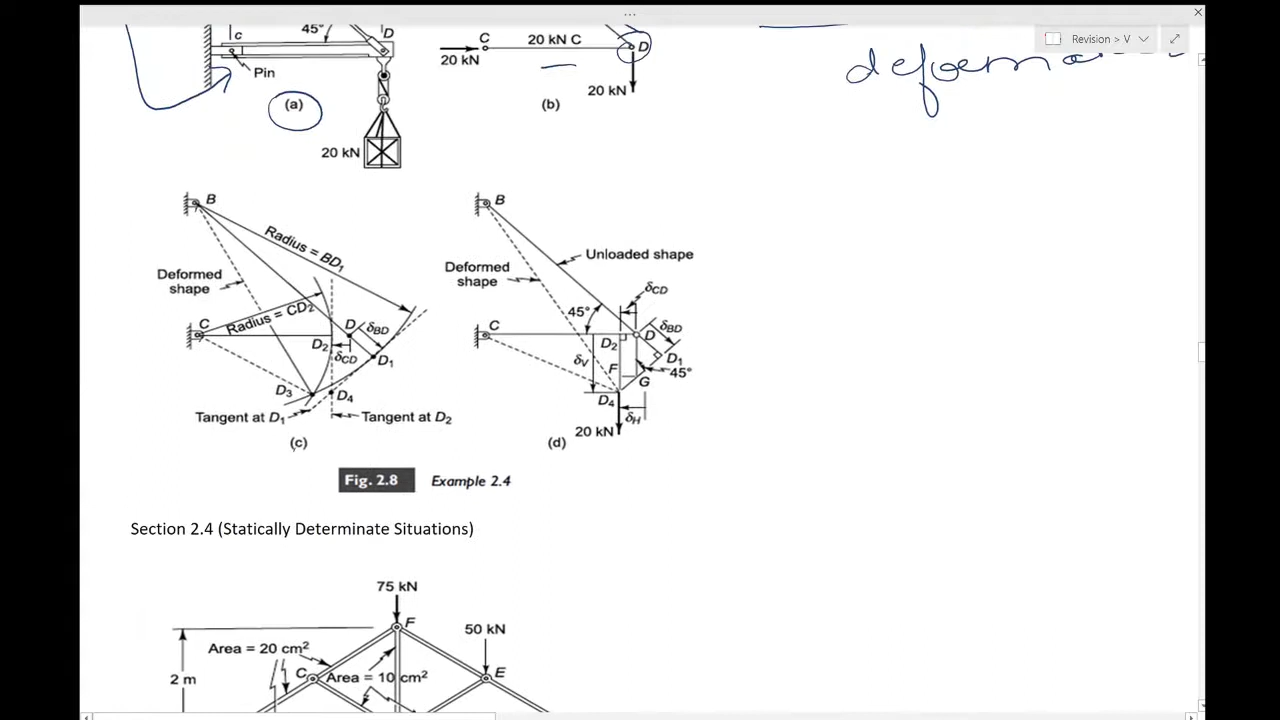 Revision > V
c
45°
D
Pin
(a)
20 kN
C
20 kN C
D
20 kN
20 kN
(b)
B
Radius = BD1
Deformed
shape
C
Radius = CD2
D
δBD
D2
δCD
D1
D3
D4
Tangent at D1
Tangent at D2
(c)
B
Unloaded shape
Deformed
shape
δCD
45°
C
D
δBD
D2
D1
δV
F
G
45°
D4
δH
20 kN
(d)
Fig. 2.8 Example 2.4
Section 2.4 (Statically Determinate Situations)
75 kN
F
50 kN
Area = 20 cm²
C
Area = 10 cm²
E
2 m